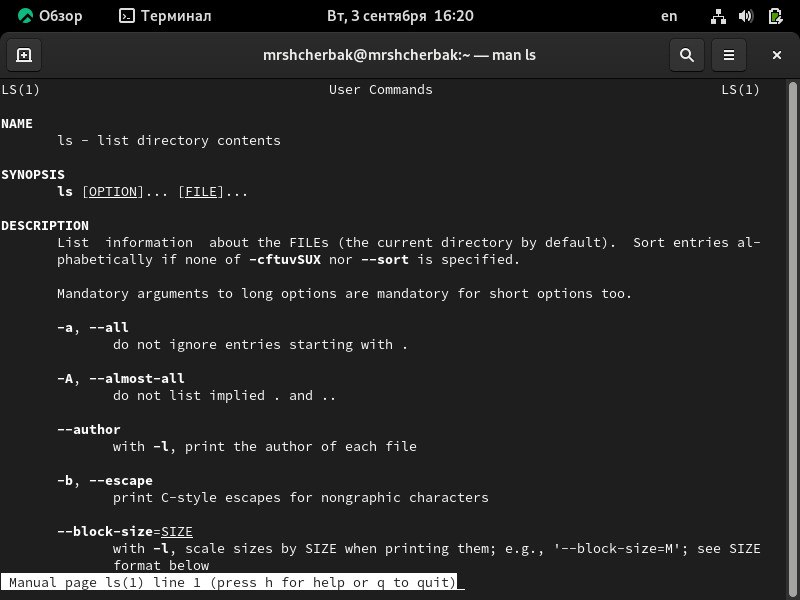 Обзор Терминал Вт, 3 сентября 16:20 en
mrshcherbak@mrshcherbak:~ — man ls
LS(1) User Commands LS(1)
NAME
ls - list directory contents
SYNOPSIS
ls [OPTION]... [FILE]...
DESCRIPTION
List information about the FILEs (the current directory by default). Sort entries al-
phabetically if none of -cftuvSUX nor --sort is specified.
Mandatory arguments to long options are mandatory for short options too.
-a, --all
do not ignore entries starting with .
-A, --almost-all
do not list implied . and ..
--author
with -l, print the author of each file
-b, --escape
print C-style escapes for nongraphic characters
--block-size=SIZE
with -l, scale sizes by SIZE when printing them; e.g., '--block-size=M'; see SIZE
format below
Manual page ls(1) line 1 (press h for help or q to quit)